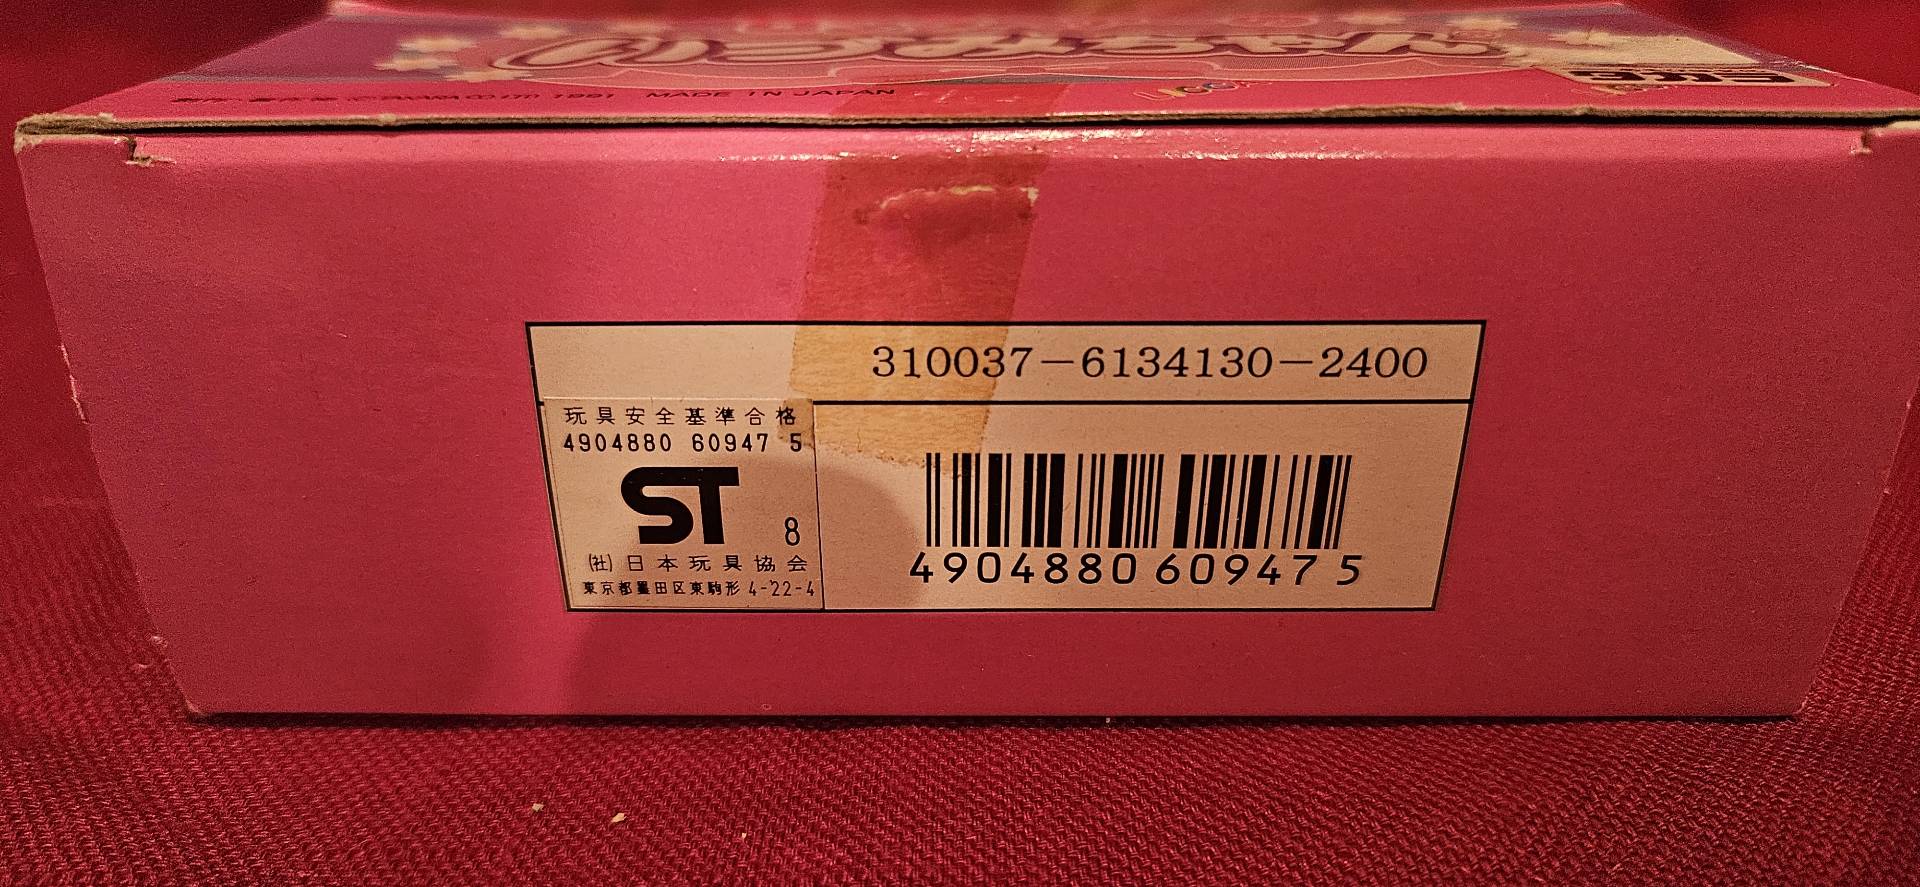 1991 MADE IN JAPAN
LICCA
310037-6134130-2400
玩具安全基準合格
4904880 60947 5
ST 8
(社)日本玩具協会
東京都墨田区東駒形 4-22-4
4904880 60947 5